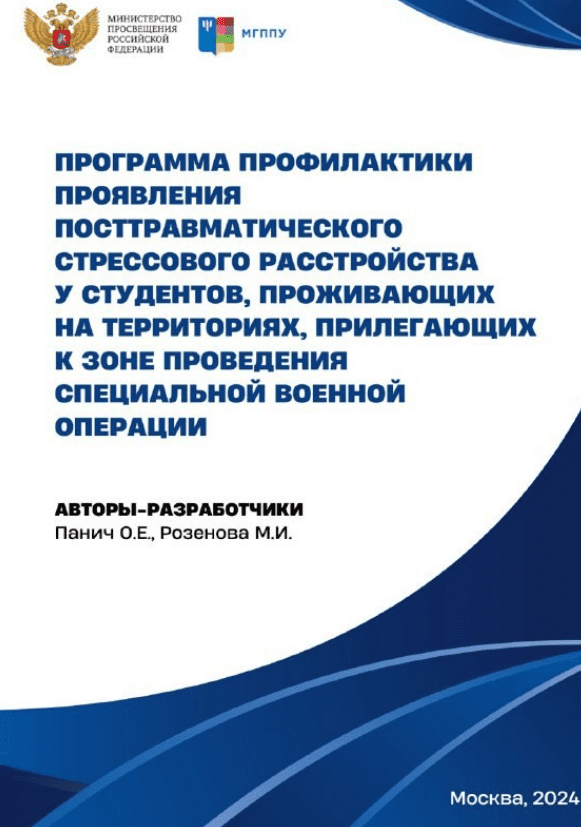 МИНИСТЕРСТВО
ПРОСВЕЩЕНИЯ
РОССИЙСКОЙ
ФЕДЕРАЦИИ
МГППУ
ПРОГРАММА ПРОФИЛАКТИКИ
ПРОЯВЛЕНИЯ
ПОСТТРАВМАТИЧЕСКОГО
СТРЕССОВОГО РАССТРОЙСТВА
У СТУДЕНТОВ, ПРОЖИВАЮЩИХ
НА ТЕРРИТОРИЯХ, ПРИЛЕГАЮЩИХ
К ЗОНЕ ПРОВЕДЕНИЯ
СПЕЦИАЛЬНОЙ ВОЕННОЙ
ОПЕРАЦИИ
АВТОРЫ-РАЗРАБОТЧИКИ
Панич О.Е., Розенова М.И.
Москва, 2024